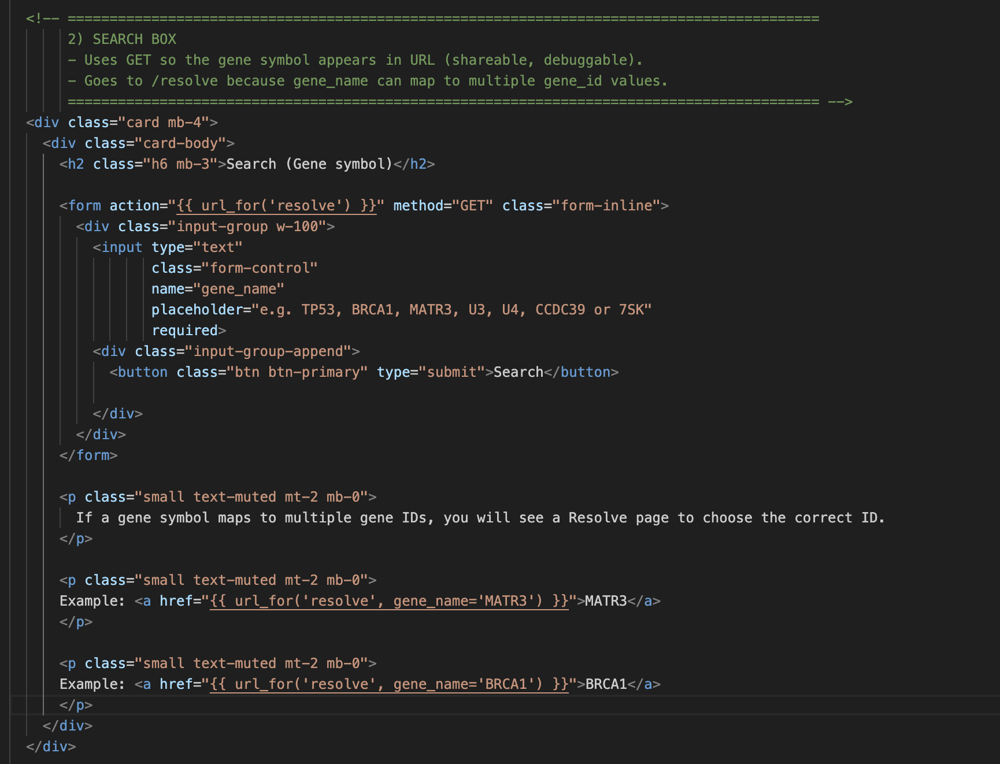 <!-- ==========================================================================================
2) SEARCH BOX
- Uses GET so the gene symbol appears in URL (shareable, debuggable).
- Goes to /resolve because gene_name can map to multiple gene_id values.
========================================================================================== -->
<div class="card mb-4">
<div class="card-body">
<h2 class="h6 mb-3">Search (Gene symbol)</h2>
<form action="{{ url_for('resolve') }}" method="GET" class="form-inline">
<div class="input-group w-100">
<input type="text"
class="form-control"
name="gene_name"
placeholder="e.g. TP53, BRCA1, MATR3, U3, U4, CCDC39 or 7SK"
required>
<div class="input-group-append">
<button class="btn btn-primary" type="submit">Search</button>
</div>
</div>
</form>
<p class="small text-muted mt-2 mb-0">
If a gene symbol maps to multiple gene IDs, you will see a Resolve page to choose the correct ID.
</p>
<p class="small text-muted mt-2 mb-0">
Example: <a href="{{ url_for('resolve', gene_name='MATR3') }}">MATR3</a>
</p>
<p class="small text-muted mt-2 mb-0">
Example: <a href="{{ url_for('resolve', gene_name='BRCA1') }}">BRCA1</a>
</p>
</div>
</div>